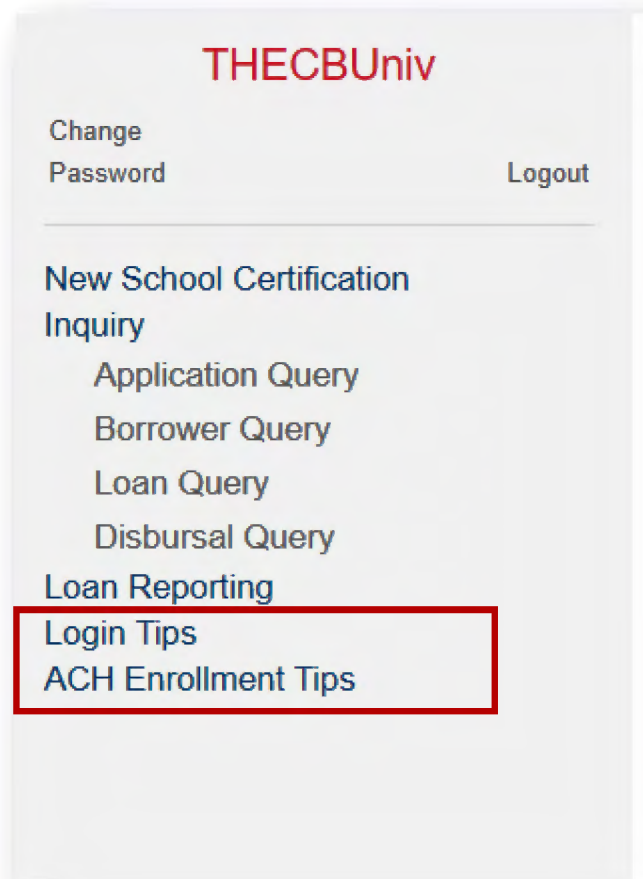 THECBUniv
Change
Password Logout
New School Certification
Inquiry
Application Query
Borrower Query
Loan Query
Disbursal Query
Loan Reporting
Login Tips
ACH Enrollment Tips